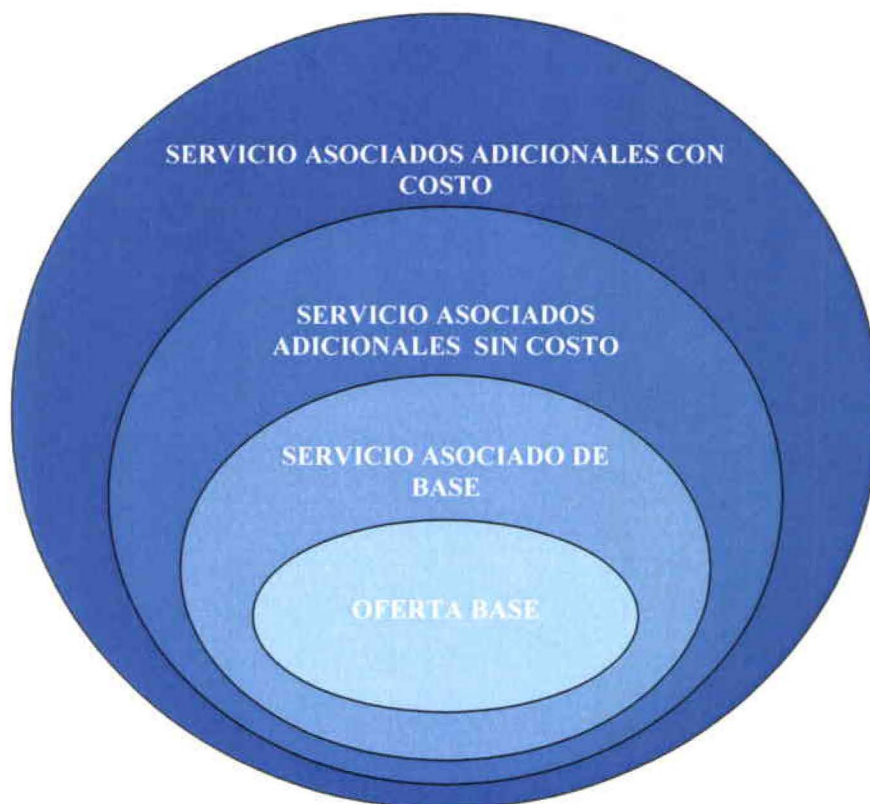 SERVICIO ASOCIADOS ADICIONALES CON
COSTO
SERVICIO ASOCIADOS
ADICIONALES SIN COSTO
SERVICIO ASOCIADO DE
BASE
OFERTA BASE